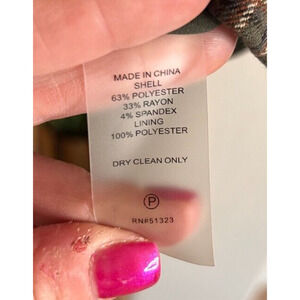 MADE IN CHINA
SHELL
63% POLYESTER
33% RAYON
4% SPANDEX
LINING
100% POLYESTER
DRY CLEAN ONLY
P
RN#51323